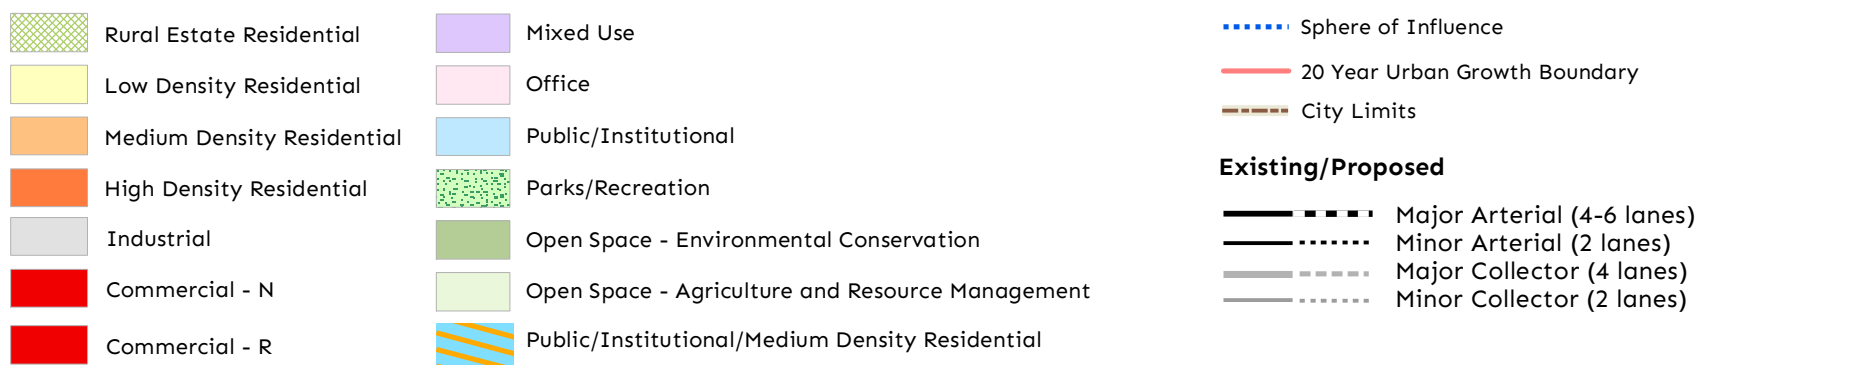 Rural Estate Residential
Low Density Residential
Medium Density Residential
High Density Residential
Industrial
Commercial - N
Commercial - R
Mixed Use
Office
Public/Institutional
Parks/Recreation
Open Space - Environmental Conservation
Open Space - Agriculture and Resource Management
Public/Institutional/Medium Density Residential
Sphere of Influence
20 Year Urban Growth Boundary
City Limits
Existing/Proposed
Major Arterial (4-6 lanes)
Minor Arterial (2 lanes)
Major Collector (4 lanes)
Minor Collector (2 lanes)